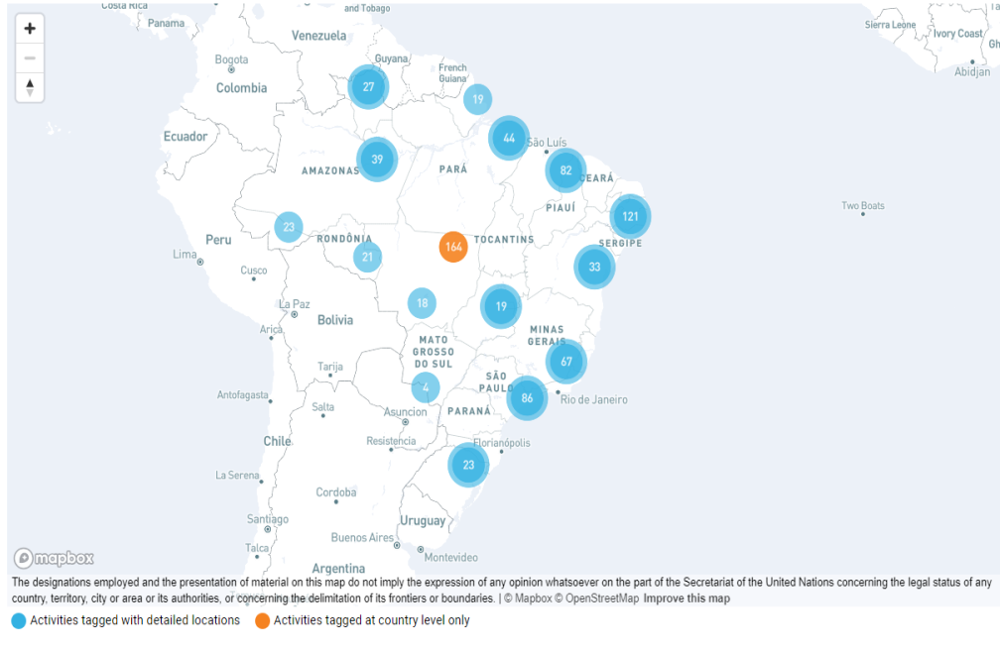 Costa Rica
and Tobago
Panama
Venezuela
Sierra Leone
Ivory Coast
Bogota
Guyana
French
Guiana
Abidjan
Colombia
27
19
Ecuador
44
São Luís
39
AMAZONAS
PARÁ
82
CEARÁ
PIAUÍ
Two Boats
121
23
Peru
RONDÔNIA
TOCANTINS
SERGIPE
164
Lima
21
33
Cusco
La Paz
18
19
Bolivia
Arica
MINAS
GERAIS
MATO
GROSSO
DO SUL
67
Tarija
SÃO
PAULO
4
86
Antofagasta
Rio de Janeiro
Salta
Asuncion
PARANÁ
Chile
Resistencia
Florianópolis
23
La Serena
Cordoba
Santiago
Uruguay
Buenos Aires
Talca
Montevideo
mapbox
Argentina
The designations employed and the presentation of material on this map do not imply the expression of any opinion whatsoever on the part of the Secretariat of the United Nations concerning the legal status of any
country, territory, city or area or its authorities, or concerning the delimitation of its frontiers or boundaries. | © Mapbox © OpenStreetMap Improve this map
Activities tagged with detailed locations
Activities tagged at country level only